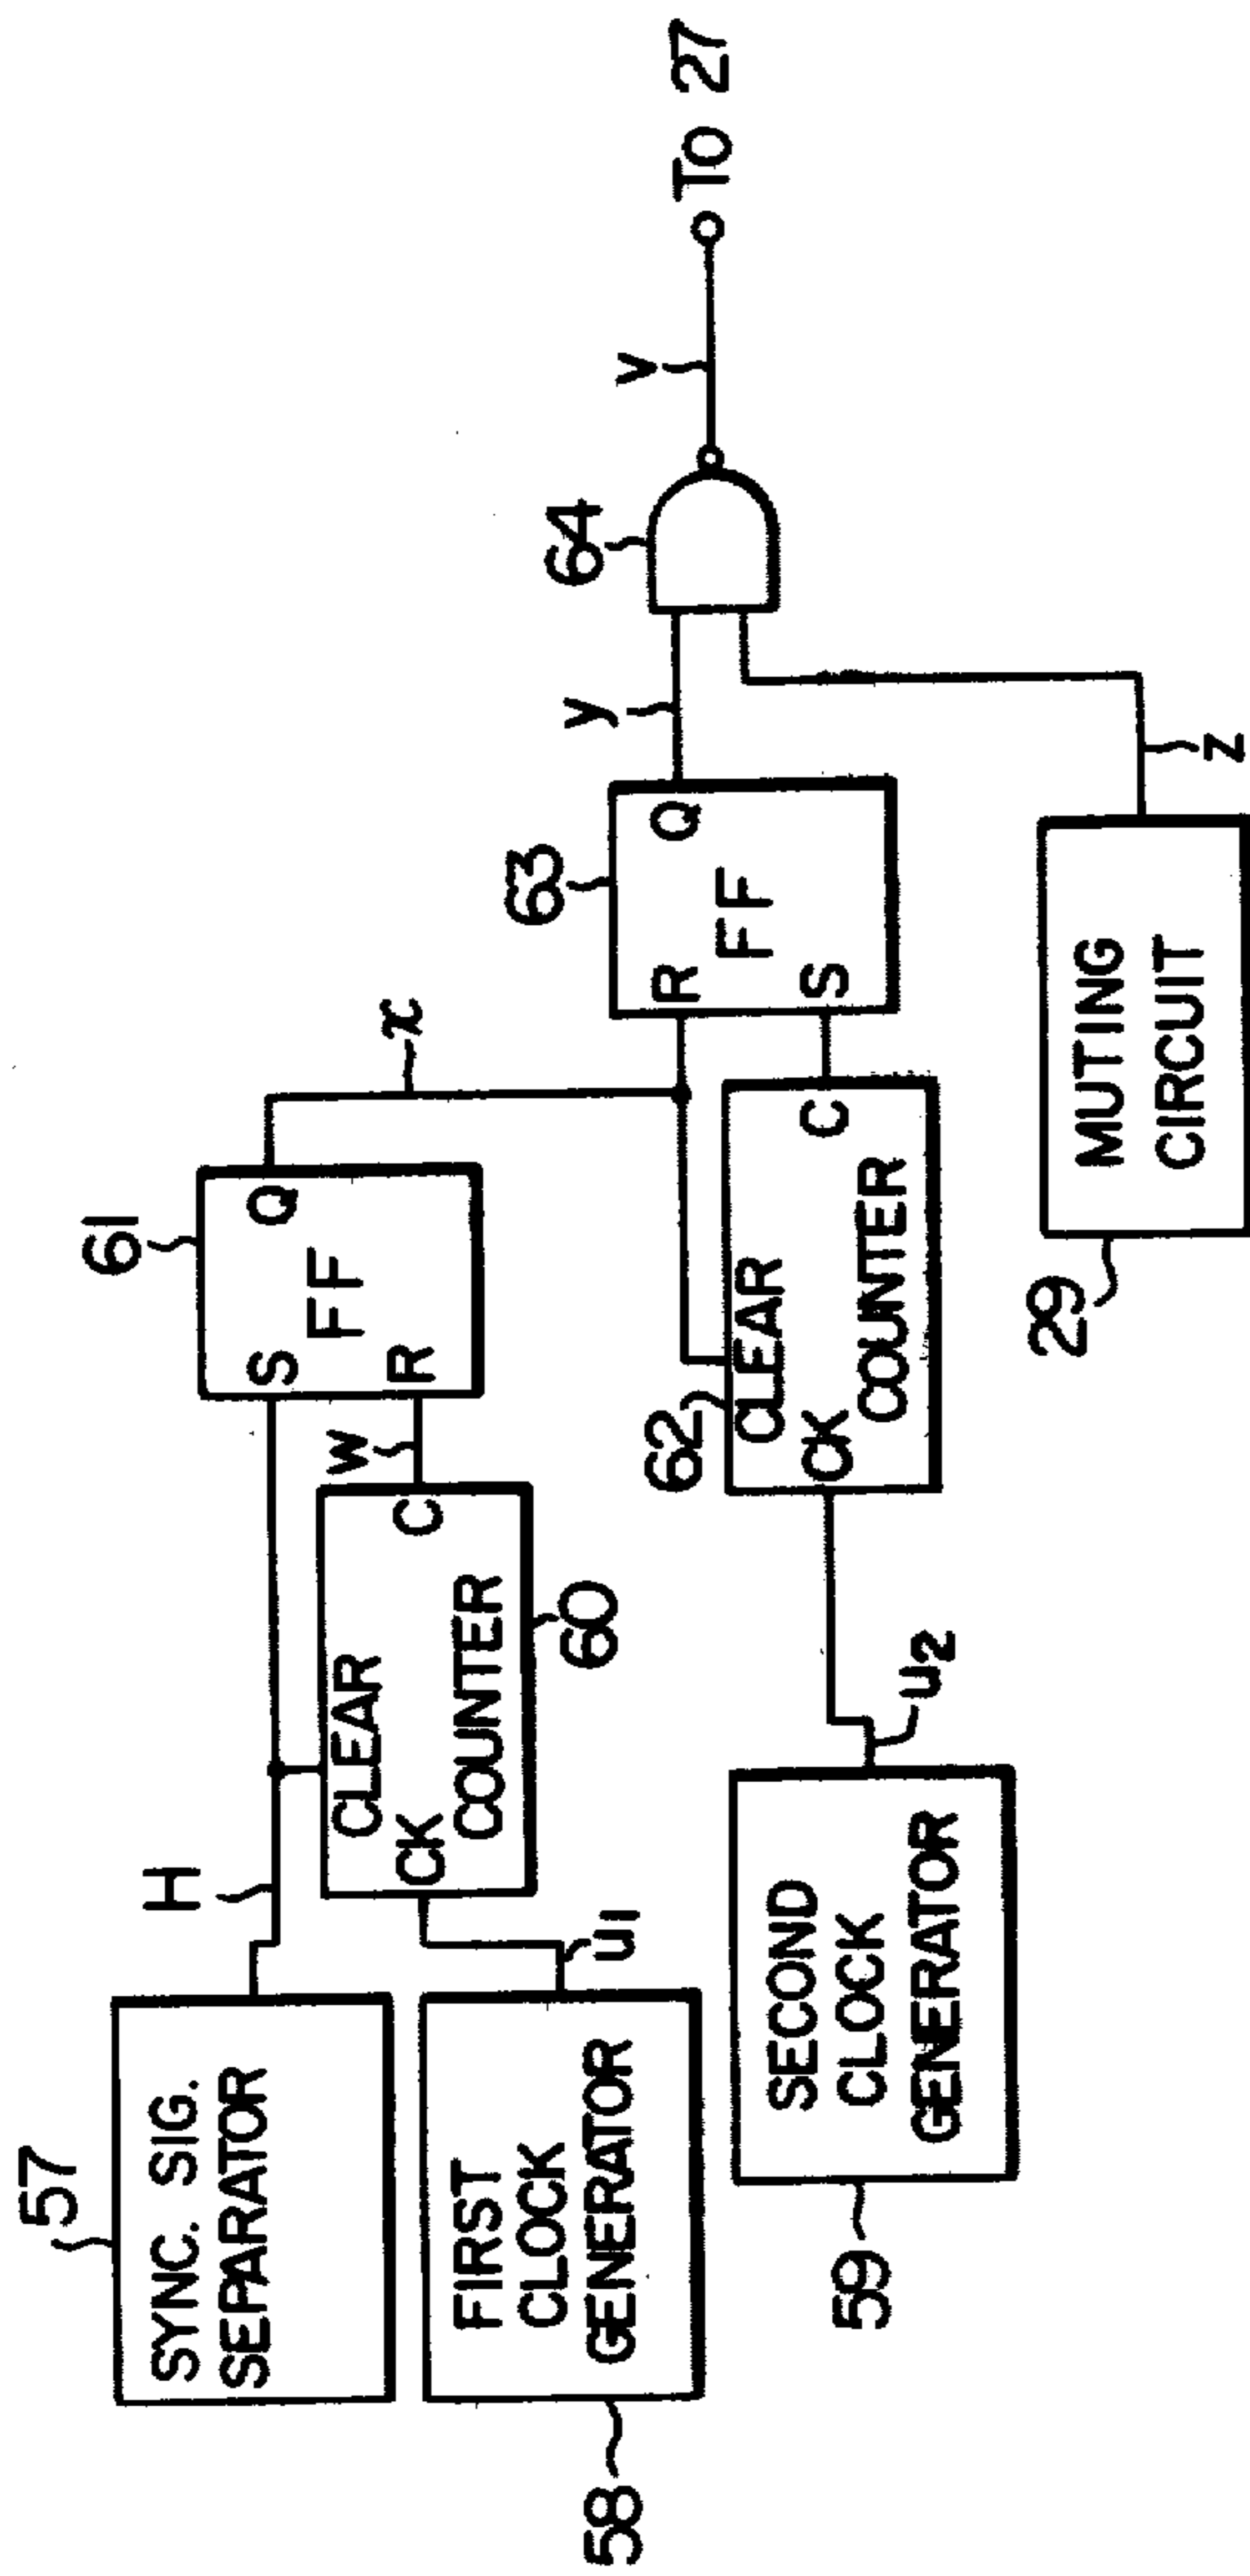 57
SYNC. SIG.
SEPARATOR
H
58
FIRST
CLOCK
GENERATOR
u1
CLEAR
CK
COUNTER
C
60
w
61
S
R
FF
Q
x
59
SECOND
CLOCK
GENERATOR
u2
62
CLEAR
CK
COUNTER
C
63
R
S
FF
Q
y
29
MUTING
CIRCUIT
z
64
v
TO 27